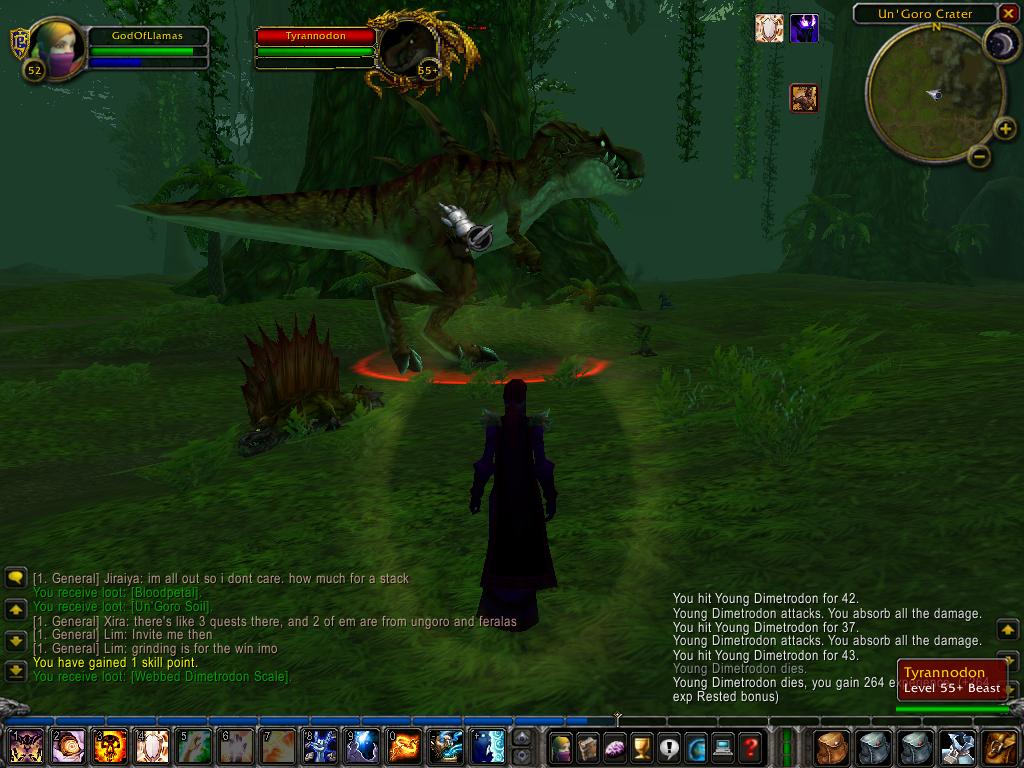 GodOfLlamas
52
Tyrannodon
55+
Un'Goro Crater
N
[1. General] Jiraiya: im all out so i dont care. how much for a stack
You receive loot: [Bloodpetal].
You receive loot: [Un'Goro Soil].
[1. General] Xira: there's like 3 quests there, and 2 of em are from ungoro and feralas
[1. General] Lim: Invite me then
[1. General] Lim: grinding is for the win imo
You have gained 1 skill point.
You receive loot: [Webbed Dimetrodon Scale].
You hit Young Dimetrodon for 42.
Young Dimetrodon attacks. You absorb all the damage.
You hit Young Dimetrodon for 37.
Young Dimetrodon attacks. You absorb all the damage.
You hit Young Dimetrodon for 43.
Young Dimetrodon dies.
Young Dimetrodon dies, you gain 264
exp Rested bonus)
Tyrannodon
Level 55+ Beast
1 2 3 4 5 6 7 8 9 0